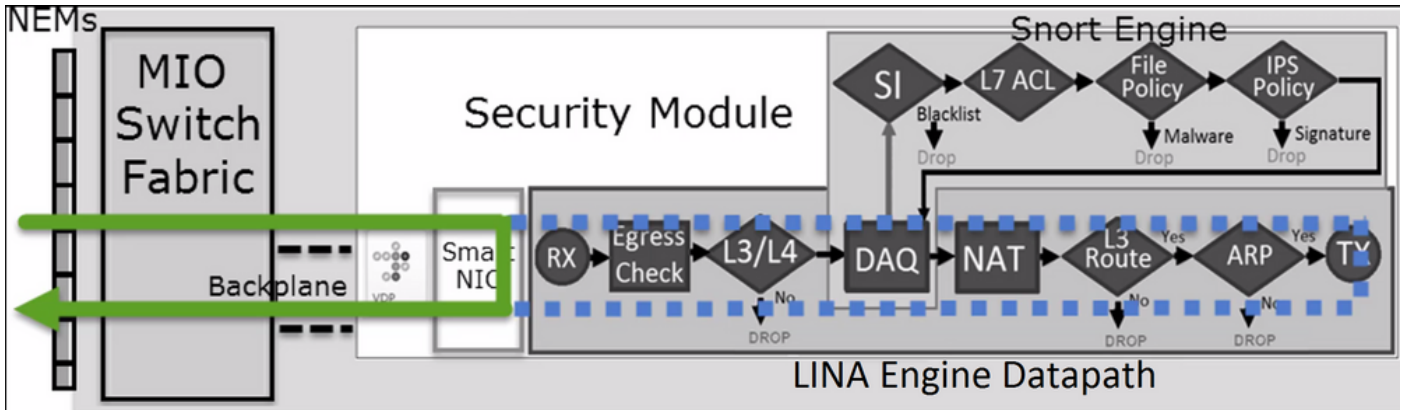 NEMs
MIO
Switch
Fabric
Security Module
Snort Engine
SI
L7 ACL
File
Policy
IPS
Policy
Blacklist
Malware
Signature
Drop
Drop
Drop
Backplane
VDP
Smart
NIC
RX
Egress
Check
L3/L4
DAQ
NAT
L3
Route
Yes
ARP
Yes
TX
No
No
No
DROP
DROP
DROP
LINA Engine Datapath